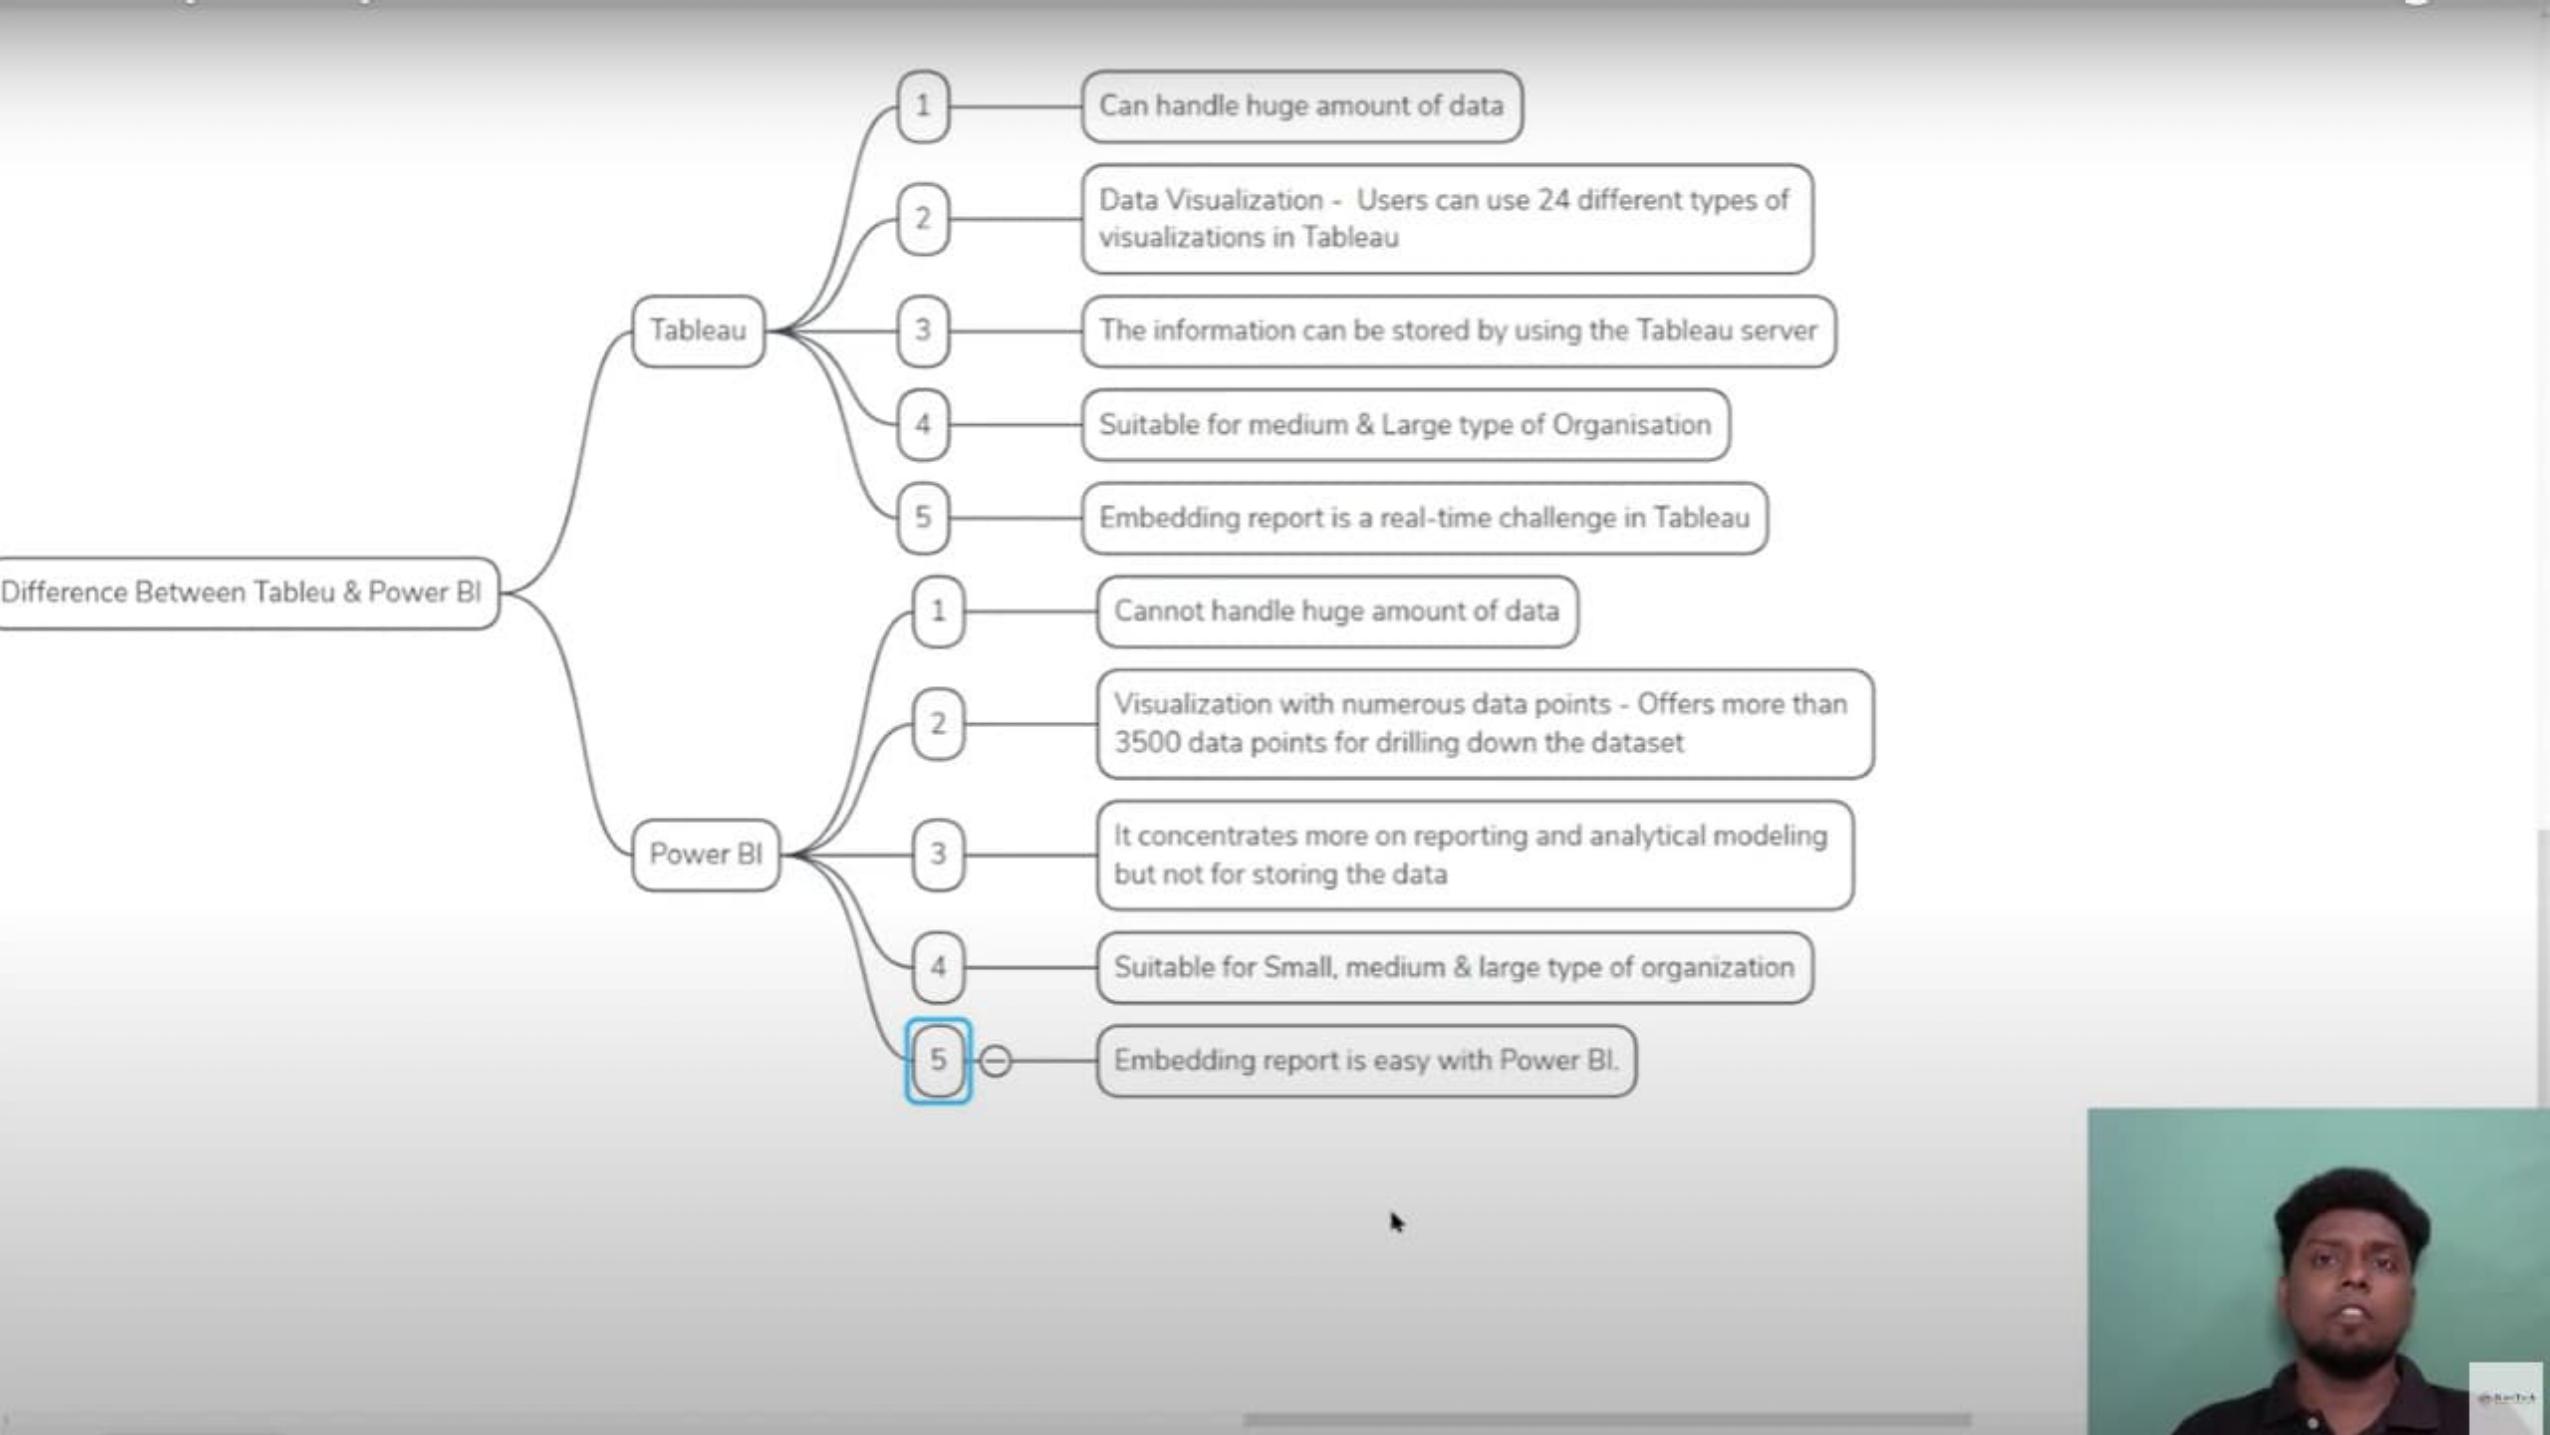 1
Can handle huge amount of data
2
Data Visualization - Users can use 24 different types of
visualizations in Tableau
Tableau
3
The information can be stored by using the Tableau server
4
Suitable for medium & Large type of Organisation
5
Embedding report is a real-time challenge in Tableau
Difference Between Tableu & Power BI
1
Cannot handle huge amount of data
2
Visualization with numerous data points - Offers more than
3500 data points for drilling down the dataset
Power BI
3
It concentrates more on reporting and analytical modeling
but not for storing the data
4
Suitable for Small, medium & large type of organization
5
Embedding report is easy with Power BI.